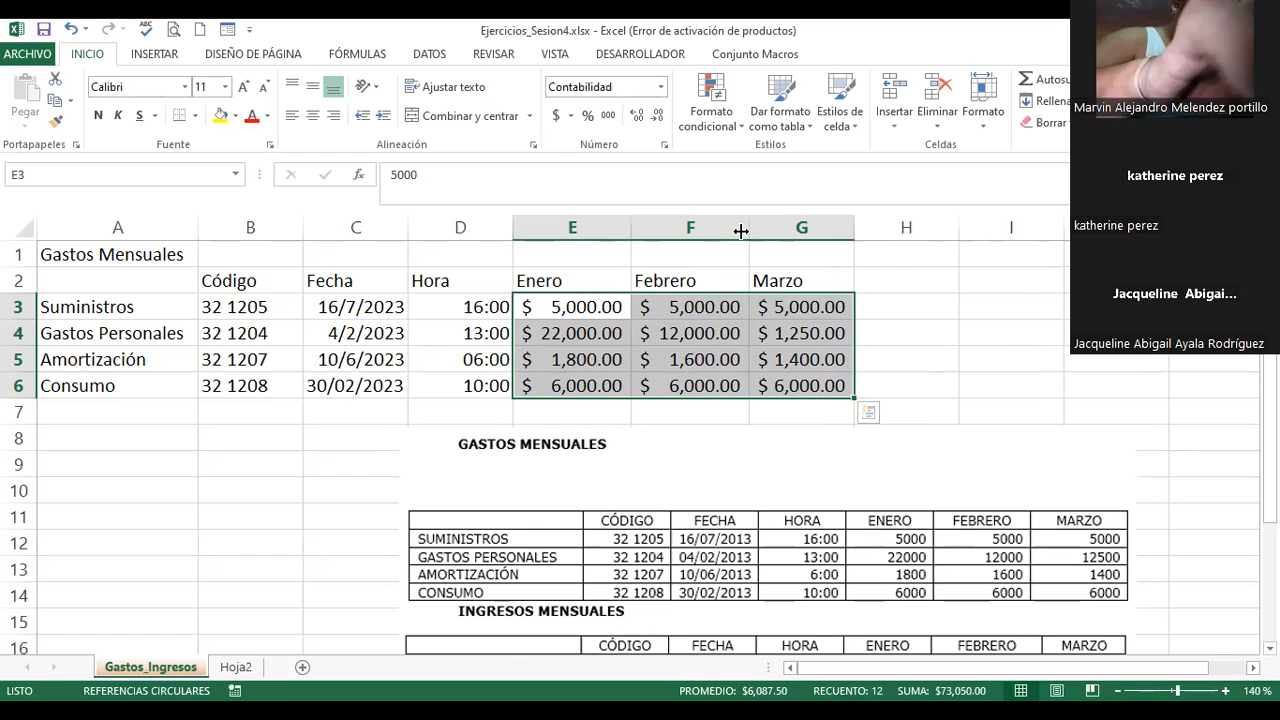 Ejercicios_Sesion4.xlsx - Excel (Error de activación de productos)
ARCHIVO INICIO INSERTAR DISEÑO DE PÁGINA FÓRMULAS DATOS REVISAR VISTA DESARROLLADOR Conjunto Macros
Calibri 11 Ajustar texto Contabilidad Autosu
Pegar N K S Combinar y centrar $ % 000 Formato condicional Dar formato como tabla Estilos de celda Insertar Eliminar Formato Rellena
Borrar
Portapapeles Fuente Alineación Número Estilos Celdas
E3 5000
A B C D E F G H I
1 Gastos Mensuales
2 Código Fecha Hora Enero Febrero Marzo
3 Suministros 32 1205 16/7/2023 16:00 $ 5,000.00 $ 5,000.00 $ 5,000.00
4 Gastos Personales 32 1204 4/2/2023 13:00 $ 22,000.00 $ 12,000.00 $ 1,250.00
5 Amortización 32 1207 10/6/2023 06:00 $ 1,800.00 $ 1,600.00 $ 1,400.00
6 Consumo 32 1208 30/02/2023 10:00 $ 6,000.00 $ 6,000.00 $ 6,000.00
7
8 GASTOS MENSUALES
9
10
11 CÓDIGO FECHA HORA ENERO FEBRERO MARZO
12 SUMINISTROS 32 1205 16/07/2013 16:00 5000 5000 5000
13 GASTOS PERSONALES 32 1204 04/02/2013 13:00 22000 12000 12500
14 AMORTIZACIÓN 32 1207 10/06/2013 6:00 1800 1600 1400
CONSUMO 32 1208 30/02/2013 10:00 6000 6000 6000
15 INGRESOS MENSUALES
16 CÓDIGO FECHA HORA ENERO FEBRERO MARZO
Gastos_Ingresos Hoja2
LISTO REFERENCIAS CIRCULARES PROMEDIO: $6,087.50 RECUENTO: 12 SUMA: $73,050.00 140 %
Marvin Alejandro Melendez portillo
katherine perez
katherine perez
Jacqueline Abigai...
Jacqueline Abigail Ayala Rodríguez